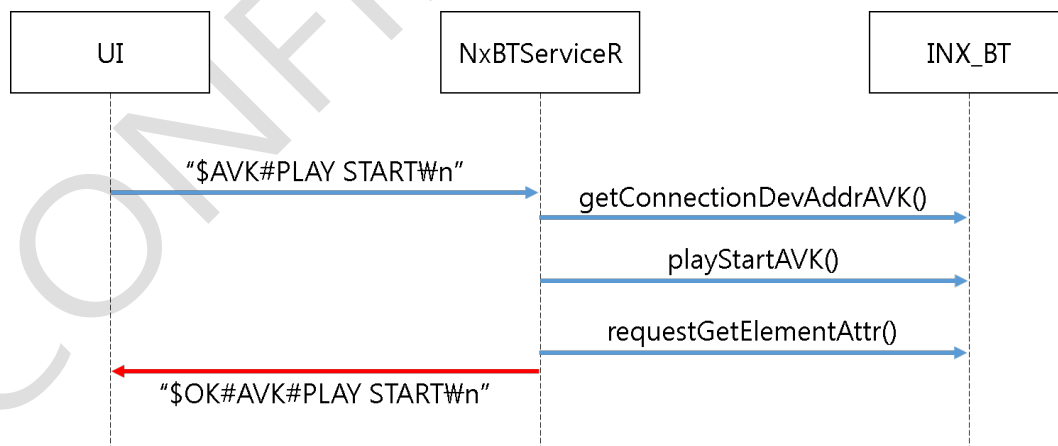 UI
NxBTServiceR
INX_BT
“$AVK#PLAY START₩n”
getConnectionDevAddrAVK()
playStartAVK()
requestGetElementAttr()
“$OK#AVK#PLAY START₩n”